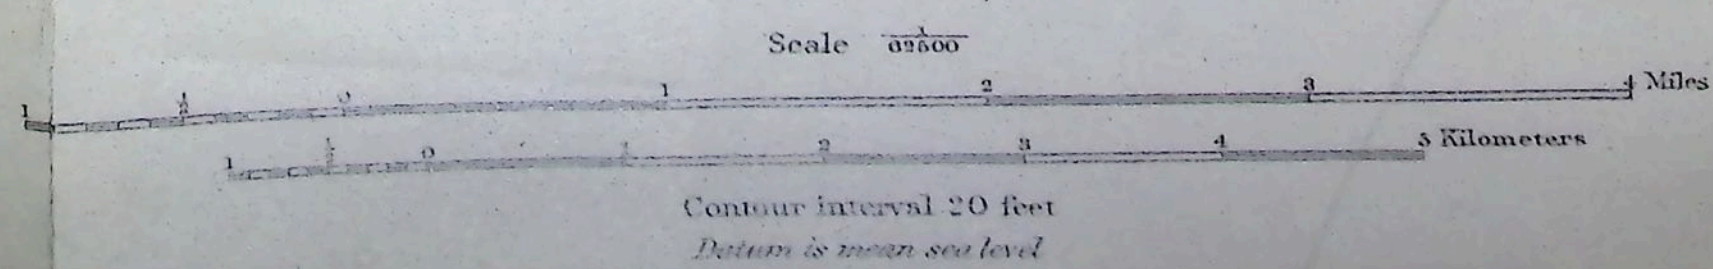 Scale 1/62500
1 ½ 0 1 2 3 4 Miles
1 ½ 0 1 2 3 4 5 Kilometers
Contour interval 20 feet
Datum is mean sea level